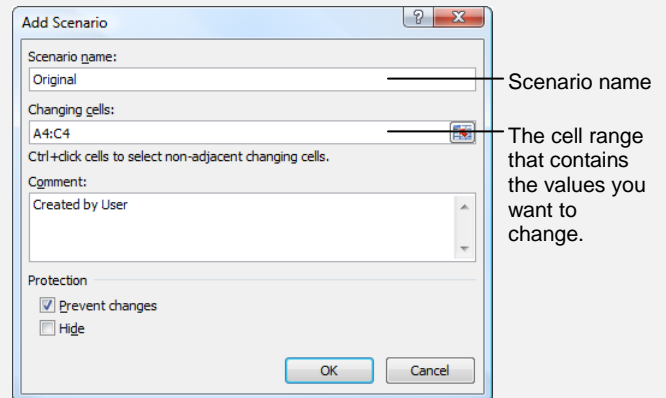 Add Scenario
?
X
Scenario name:
Original
Scenario name
Changing cells:
A4:C4
The cell range
that contains
the values you
want to
change.
Ctrl+click cells to select non-adjacent changing cells.
Comment:
Created by User
Protection
Prevent changes
Hide
OK
Cancel